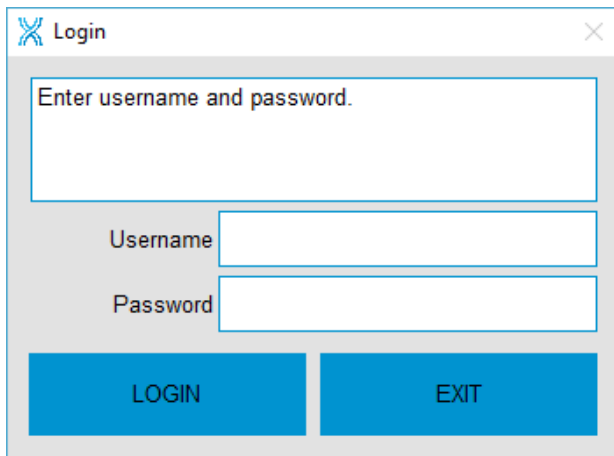 Login
Enter username and password.
Username
Password
LOGIN
EXIT